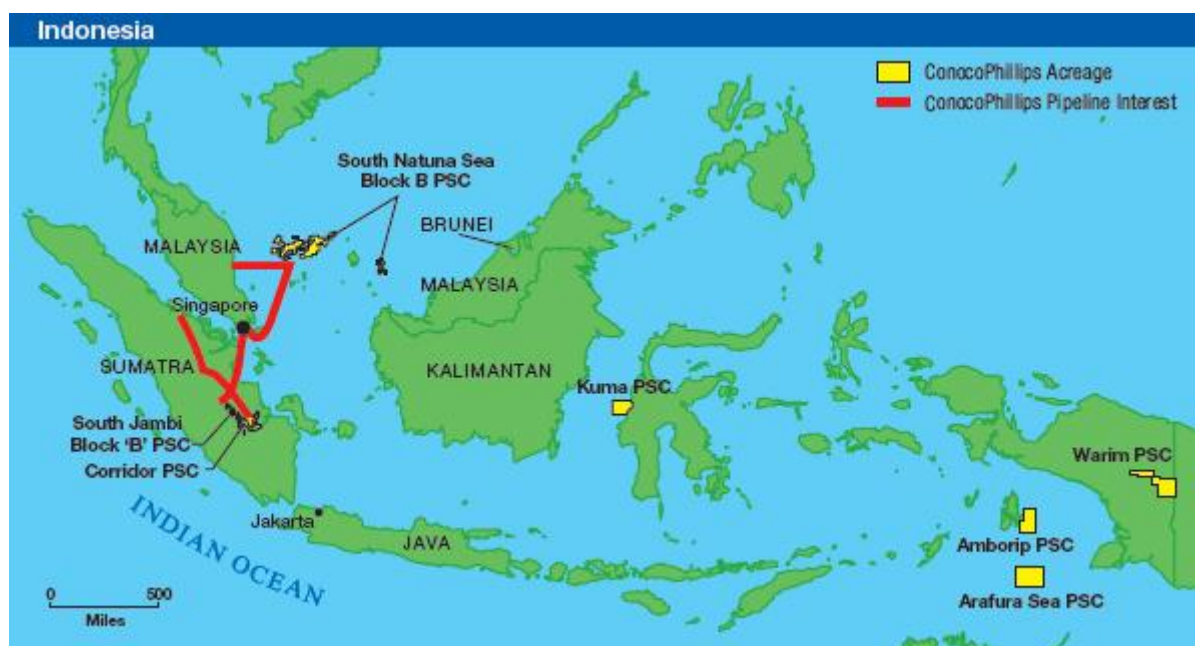 Indonesia
ConocoPhillips Acreage
ConocoPhillips Pipeline Interest
South Natuna Sea
Block B PSC
BRUNEI
MALAYSIA
MALAYSIA
Singapore
SUMATRA
KALIMANTAN
Kuma PSC
South Jambi
Block ‘B’ PSC
Corridor PSC
Warim PSC
Jakarta
JAVA
Amborip PSC
Arafura Sea PSC
INDIAN OCEAN
0 500
Miles